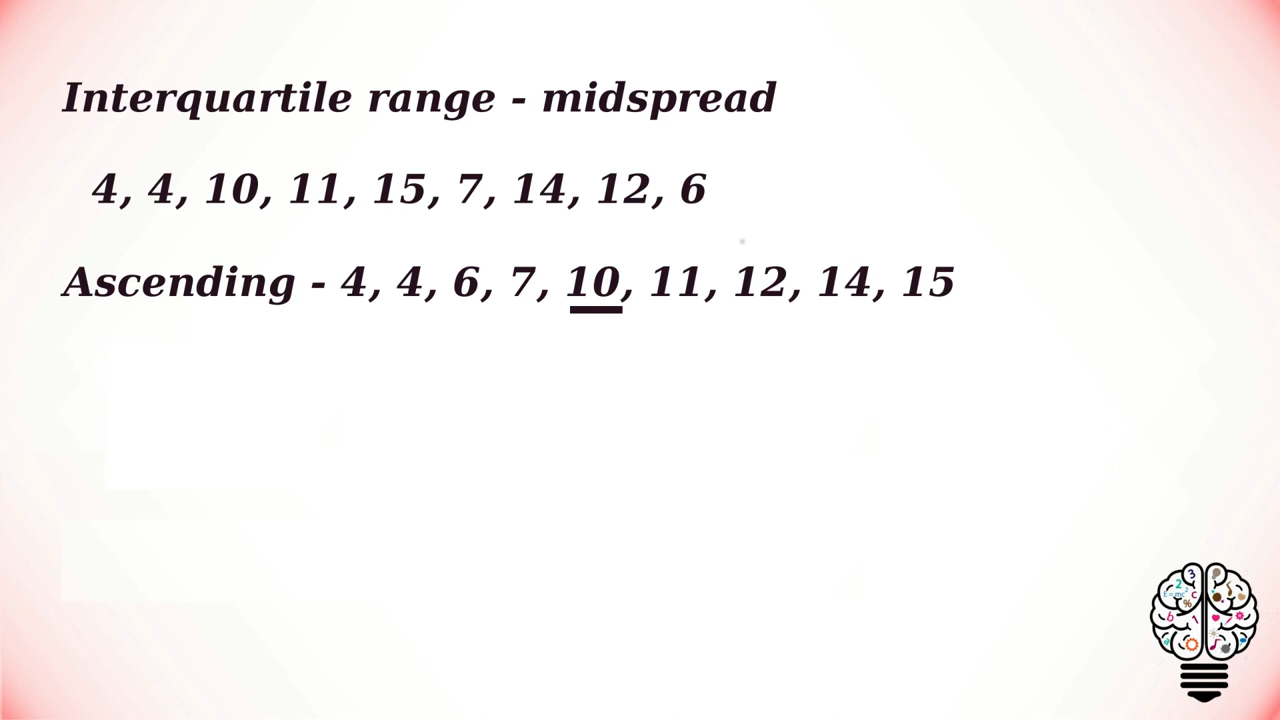 Interquartile range - midspread
4, 4, 10, 11, 15, 7, 14, 12, 6
Ascending - 4, 4, 6, 7, 10, 11, 12, 14, 15